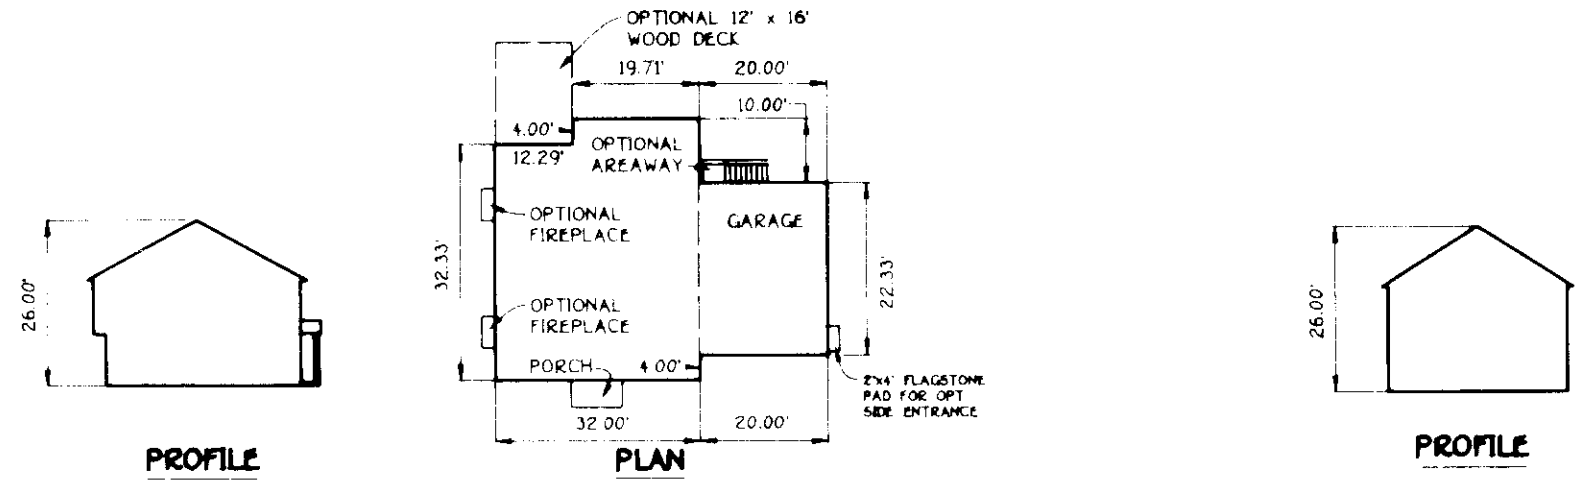 OPTIONAL 12' x 16'
WOOD DECK
19.71'
20.00'
10.00'
4.00'
12.29'
OPTIONAL
AREAWAY
OPTIONAL
FIREPLACE
GARAGE
32.33'
22.33'
26.00'
26.00'
OPTIONAL
FIREPLACE
PORCH
4.00'
2'x4' FLAGSTONE
PAD FOR OPT
SIDE ENTRANCE
32.00'
20.00'
PROFILE
PLAN
PROFILE